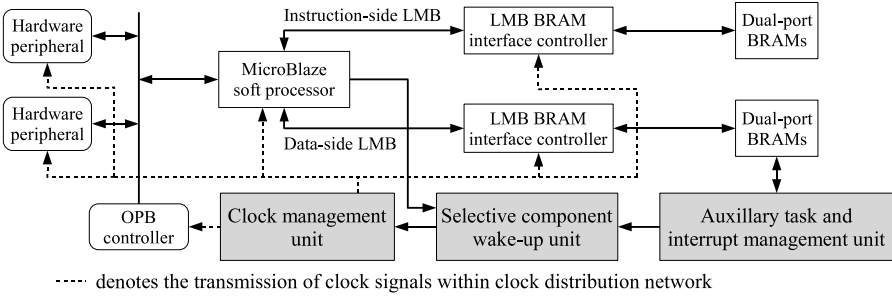 Hardware
peripheral
Instruction-side LMB
LMB BRAM
interface controller
Dual-port
BRAMs
MicroBlaze
soft processor
Hardware
peripheral
LMB BRAM
interface controller
Dual-port
BRAMs
Data-side LMB
OPB
controller
Clock management
unit
Selective component
wake-up unit
Auxillary task and
interrupt management unit
denotes the transmission of clock signals within clock distribution network